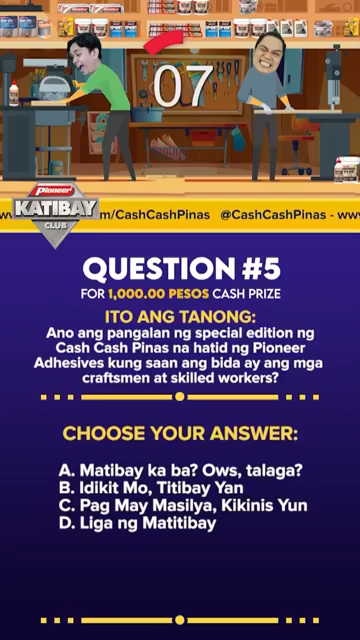 07
Pioneer
KATIBAY
CLUB
m/CashCashPinas @CashCashPinas - ww
QUESTION #5
FOR 1,000.00 PESOS CASH PRIZE
ITO ANG TANONG:
Ano ang pangalan ng special edition ng
Cash Cash Pinas na hatid ng Pioneer
Adhesives kung saan ang bida ay ang mga
craftsmen at skilled workers?
CHOOSE YOUR ANSWER:
A. Matibay ka ba? Ows, talaga?
B. Idikit Mo, Titibay Yan
C. Pag May Masilya, Kikinis Yun
D. Liga ng Matitibay